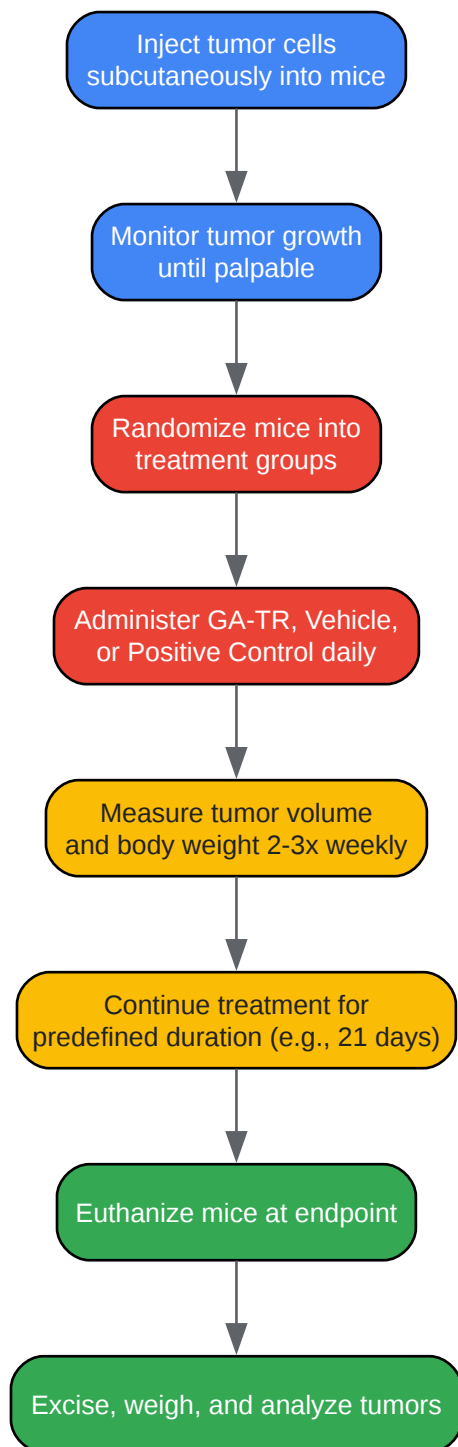 Inject tumor cells
subcutaneously into mice
Monitor tumor growth
until palpable
Randomize mice into
treatment groups
Administer GA-TR, Vehicle,
or Positive Control daily
Measure tumor volume
and body weight 2-3x weekly
Continue treatment for
predefined duration (e.g., 21 days)
Euthanize mice at endpoint
Excise, weigh, and analyze tumors